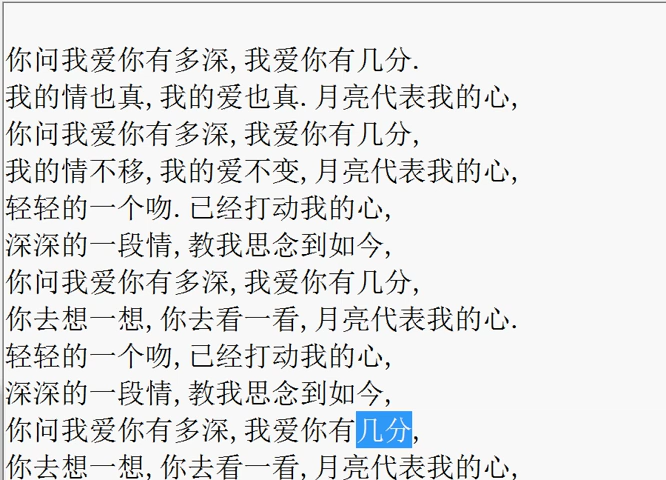 你问我爱你有多深,我爱你有几分.
我的情也真,我的爱也真.月亮代表我的心,
你问我爱你有多深,我爱你有几分,
我的情不移,我的爱不变,月亮代表我的心,
轻轻的一个吻.已经打动我的心,
深深的一段情,教我思念到如今,
你问我爱你有多深,我爱你有几分,
你去想一想,你去看一看,月亮代表我的心.
轻轻的一个吻,已经打动我的心,
深深的一段情,教我思念到如今,
你问我爱你有多深,我爱你有几分,
你去想一想,你去看一看,月亮代表我的心,